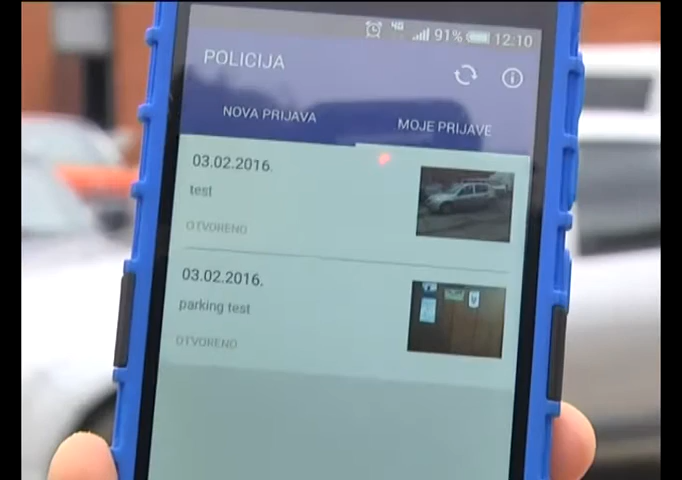 4G 91% 12:10
POLICIJA
NOVA PRIJAVA
MOJE PRIJAVE
03.02.2016.
test
OTVORENO
03.02.2016.
parking test
OTVORENO